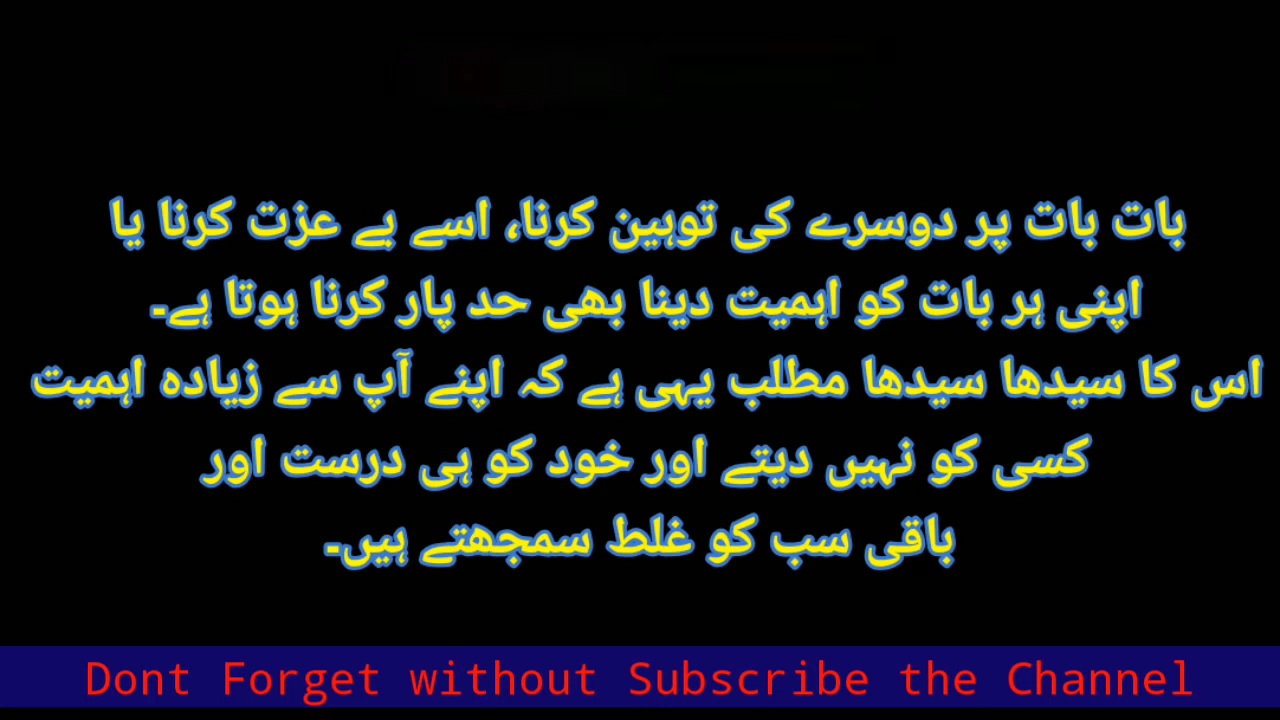 بات بات پر دوسرے کی توہین کرنا، اسے بے عزت کرنا یا
اپنی ہر بات کو اہمیت دینا بھی حد پار کرنا ہوتا ہے۔
اس کا سیدھا سیدھا مطلب یہی ہے کہ اپنے آپ سے زیادہ اہمیت
کسی کو نہیں دیتے اور خود کو ہی درست اور
باقی سب کو غلط سمجھتے ہیں۔
Dont Forget without Subscribe the Channel